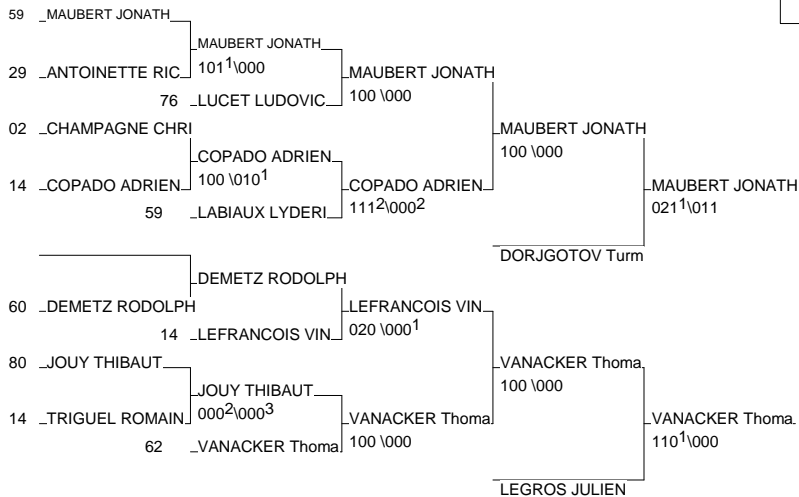 59 MAUBERT JONATH
MAUBERT JONATH
101¹\000
29 ANTOINETTE RIC
MAUBERT JONATH
100 \000
76 LUCET LUDOVIC
02 CHAMPAGNE CHRI
MAUBERT JONATH
100 \000
COPADO ADRIEN
100 \010¹
14 COPADO ADRIEN
COPADO ADRIEN
111²\000²
MAUBERT JONATH
021¹\011
59 LABIAUX LYDERI
DORJGOTOV Turm
DEMETZ RODOLPH
60 DEMETZ RODOLPH
LEFRANCOIS VIN
020 \000¹
14 LEFRANCOIS VIN
80 JOUY THIBAUT
VANACKER Thoma
100 \000
JOUY THIBAUT
000²\000³
14 TRIGUEL ROMAIN
VANACKER Thoma
100 \000
VANACKER Thoma
110¹\000
62 VANACKER Thoma
LEGROS JULIEN